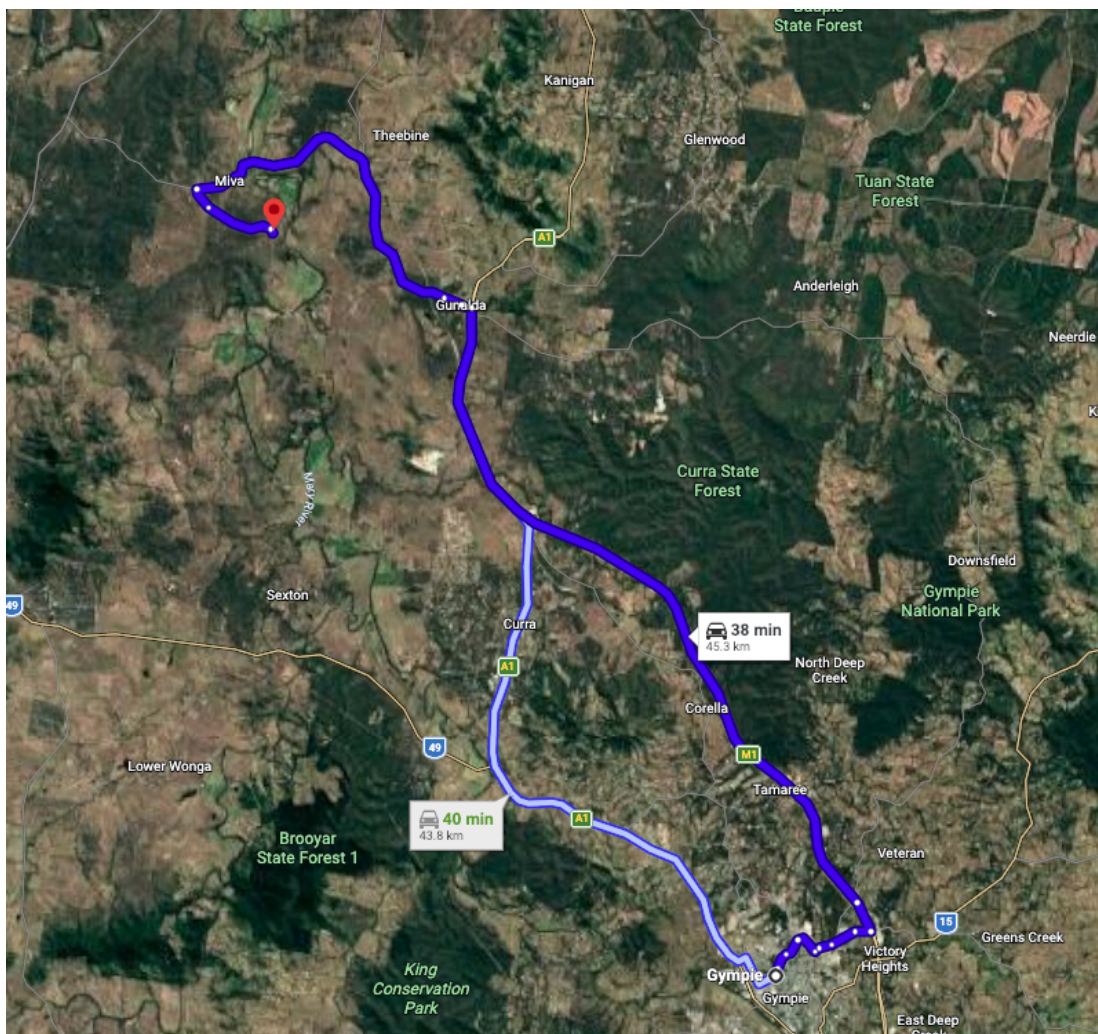 State Forest
Kanigan
Theebine
Glenwood
Miva
Tuan State
Forest
A1
Anderleigh
Gunalda
Neerdie
K
Curra State
Forest
Mary River
Downsfield
Sexton
49
Gympie
National Park
Curra
38 min
45.3 km
North Deep
Creek
A1
Corella
49
M1
Lower Wonga
Tamaree
40 min
43.8 km
A1
Brooyar
State Forest 1
Veteran
15
Greens Creek
Victory
Heights
King
Conservation
Park
Gympie
Gympie
East Deep